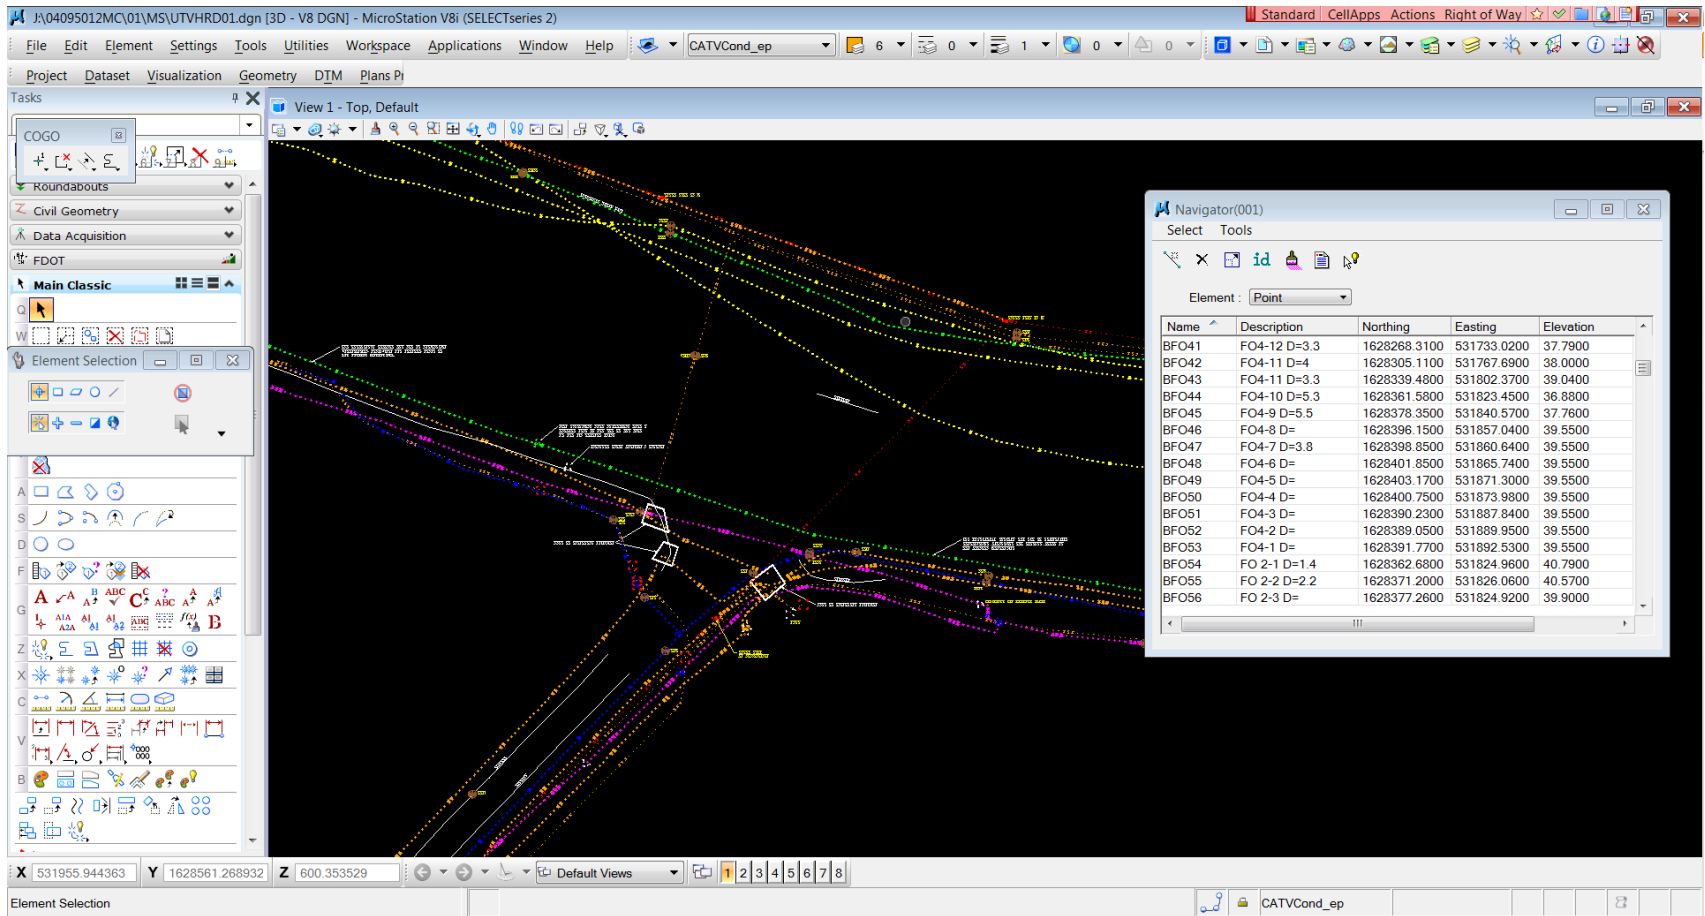 J:\04095012MC\01\MS\UTVHRD01.dgn [3D - V8 DGN] - MicroStation V8i (SELECTseries 2)
Standard CellApps Actions Right of Way
File Edit Element Settings Tools Utilities Workspace Applications Window Help
CATVCond_ep 6 0 1 0 0
Project Dataset Visualization Geometry DTM Plans
Tasks
View 1 - Top, Default
COGO
Roundabouts
Civil Geometry
Data Acquisition
FDOT
Main Classic
Q
W
Element Selection
A
S
D
F
G
Z
X
C
V
B
Navigator(001)
Select Tools
id
Element : Point
Name Description Northing Easting Elevation
BFO41 FO4-12 D=3.3 1628268.3100 531733.0200 37.7900
BFO42 FO4-11 D=4 1628305.1100 531767.6900 38.0000
BFO43 FO4-11 D=3.3 1628339.4800 531802.3700 39.0400
BFO44 FO4-10 D=5.3 1628361.5800 531823.4500 36.8800
BFO45 FO4-9 D=5.5 1628378.3500 531840.5700 37.7600
BFO46 FO4-8 D= 1628396.1500 531857.0400 39.5500
BFO47 FO4-7 D=3.8 1628398.8500 531860.6400 39.5500
BFO48 FO4-6 D= 1628401.8500 531865.7400 39.5500
BFO49 FO4-5 D= 1628403.1700 531871.3000 39.5500
BFO50 FO4-4 D= 1628400.7500 531873.9800 39.5500
BFO51 FO4-3 D= 1628390.2300 531887.8400 39.5500
BFO52 FO4-2 D= 1628389.0500 531889.9500 39.5500
BFO53 FO4-1 D= 1628391.7700 531892.5300 39.5500
BFO54 FO 2-1 D=1.4 1628362.6800 531824.9600 40.7900
BFO55 FO 2-2 D=2.2 1628371.2000 531826.0600 40.5700
BFO56 FO 2-3 D= 1628377.2600 531824.9200 39.9000
X 531955.944363 Y 1628561.268932 Z 600.353529 Default Views 1 2 3 4 5 6 7 8
Element Selection CATVCond_ep